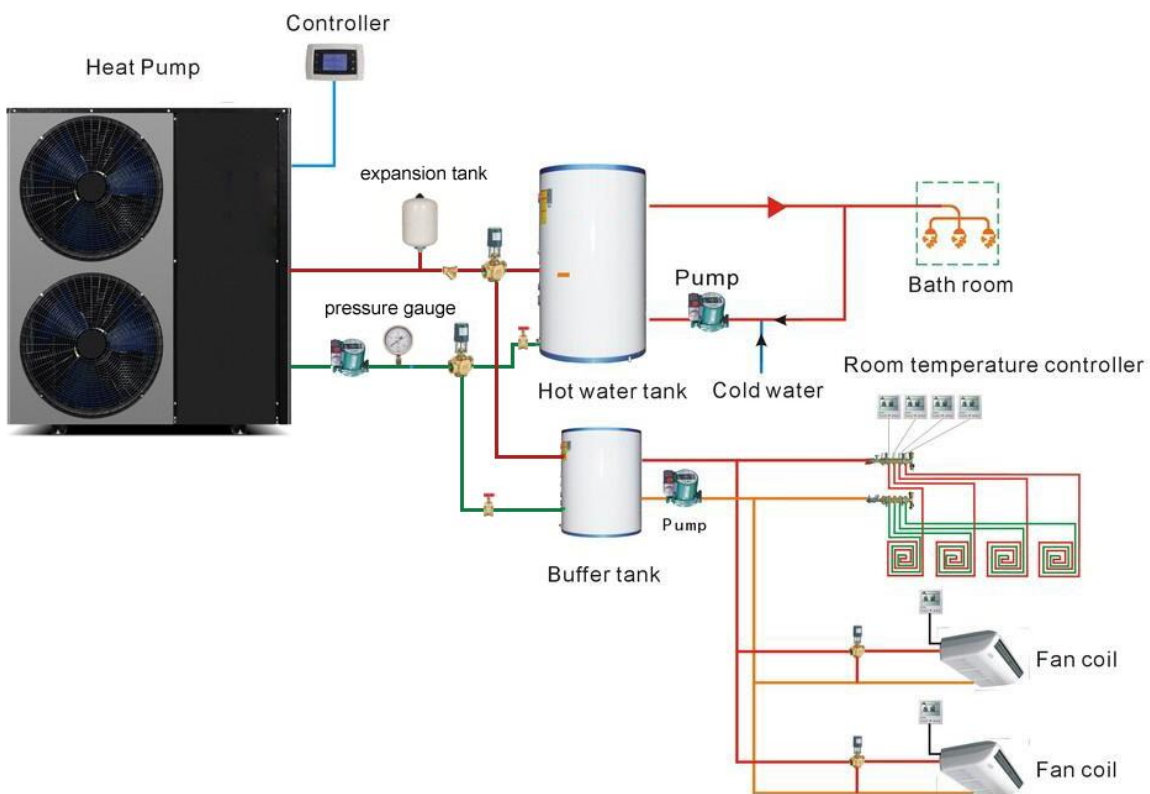 Controller
Heat Pump
expansion tank
Pump
Bath room
pressure gauge
Hot water tank
Cold water
Room temperature controller
Pump
Buffer tank
Fan coil
Fan coil